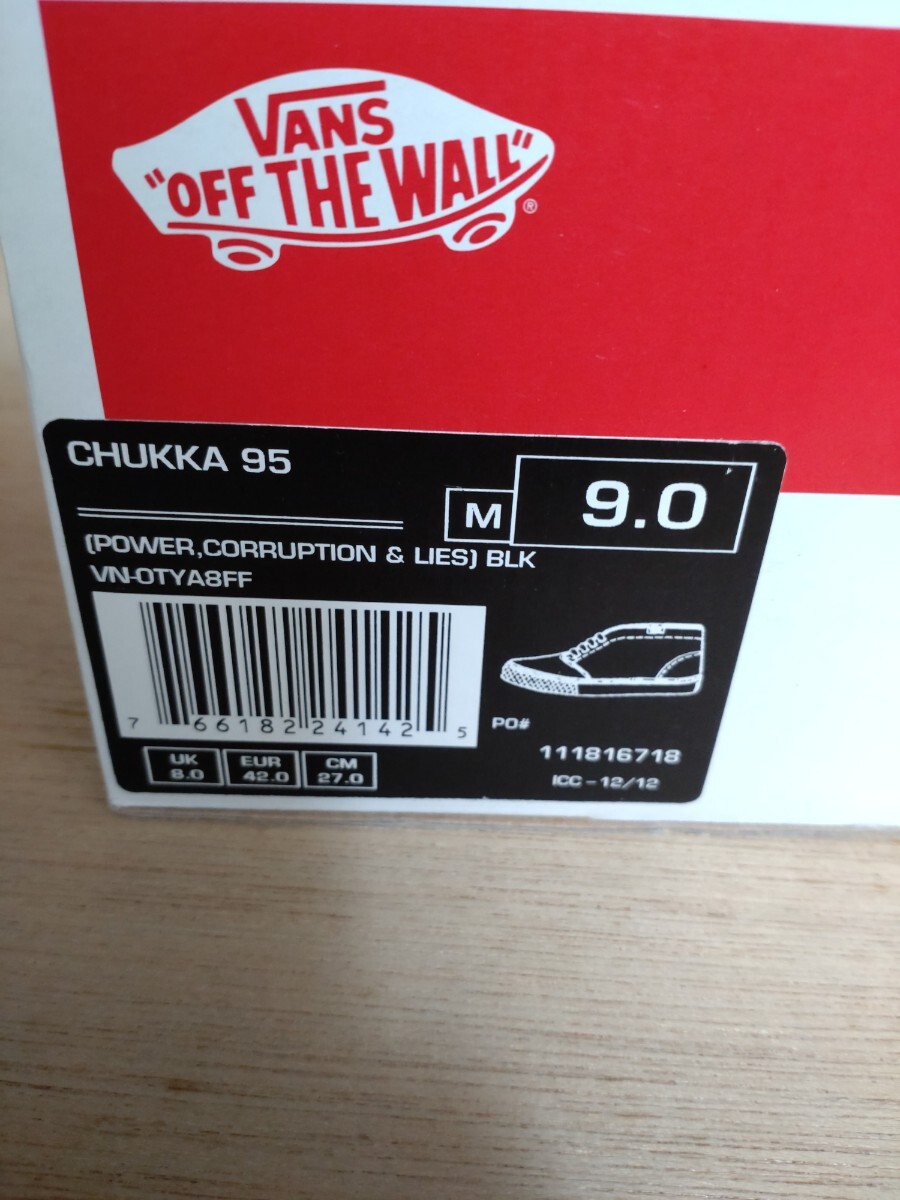 VANS
"OFF THE WALL"
®
CHUKKA 95
M 9.0
(POWER,CORRUPTION & LIES) BLK
VN-0TYA8FF
7 66182 24142 5
PO#
111816718
ICC - 12/12
UK EUR CM
8.0 42.0 27.0